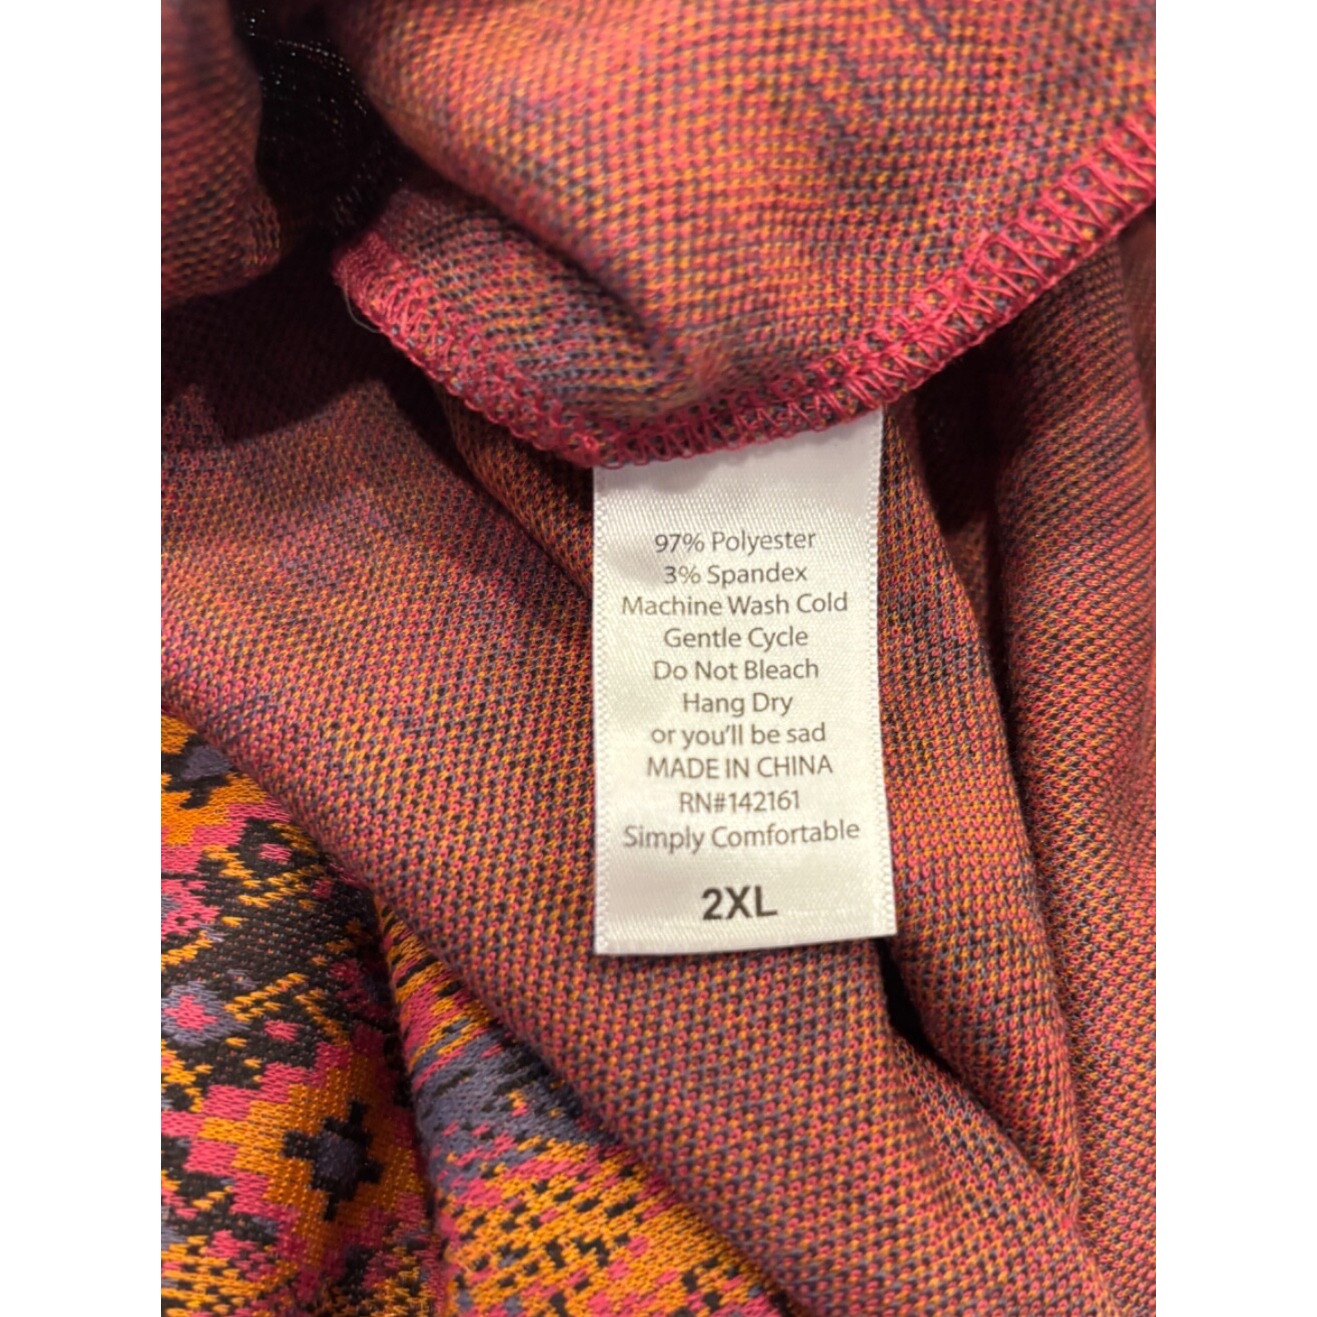 97% Polyester
3% Spandex
Machine Wash Cold
Gentle Cycle
Do Not Bleach
Hang Dry
or you'll be sad
MADE IN CHINA
RN#142161
Simply Comfortable
2XL